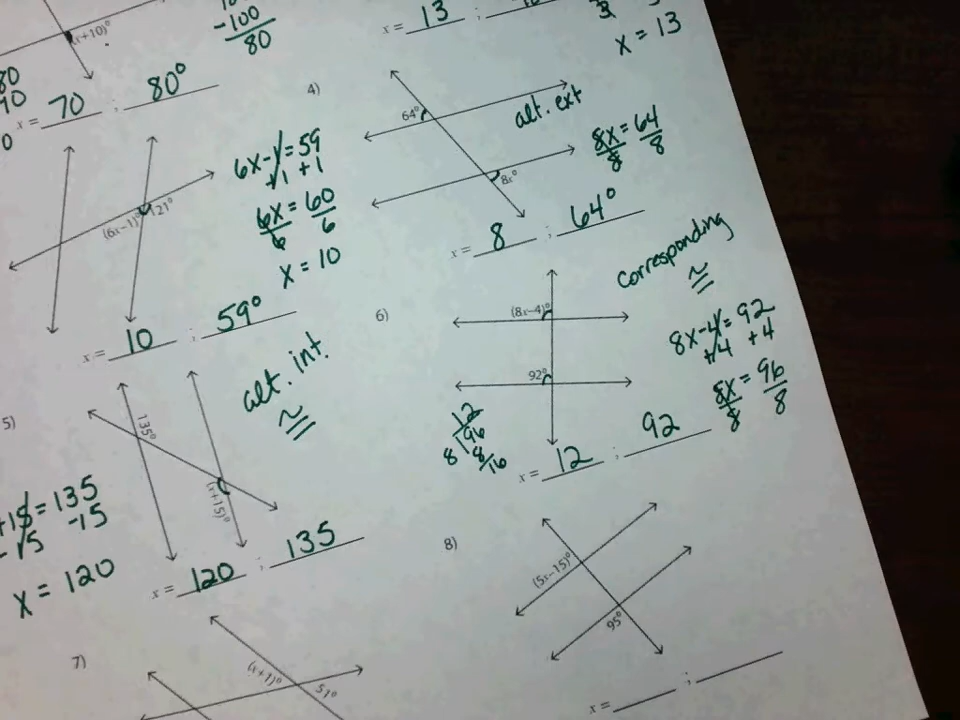 -100
80
(x+10)°
x = 70 ; 80°
x = 13 ;
x = 13
6x-1=59
+1 +1
6x = 60
6 6
x = 10
(6x-1)°
121°
x = 10 ; 59°
4)
64°
alt. ext
8x°
8x = 64
8 8
x = 8 ; 64°
5)
135°
(x+15)°
alt. int.
≅
+15=135
-15 -15
x = 120
x = 120 ; 135
6)
(8x-4)°
92°
corresponding
≅
8x-4=92
+4 +4
8x = 96
8 8
12
8 96
8
16
x = 12 ; 92
7)
(x+1)°
51°
8)
(5x-15)°
95°
x = ;